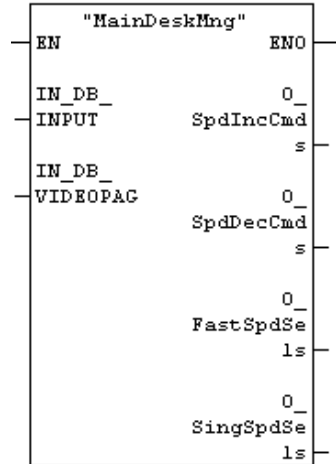 "MainDeskMng"
EN ENO
IN_DB_ O_
INPUT SpdIncCmd
s
IN_DB_
VIDEOPAG O_
SpdDecCmd
s
O_
FastSpdSe
ls
O_
SingSpdSe
ls